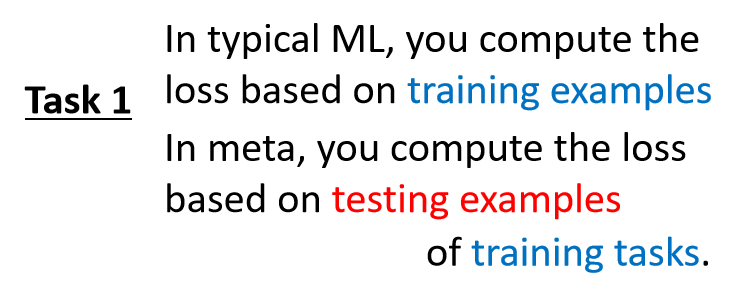 Task 1
In typical ML, you compute the
loss based on training examples
In meta, you compute the loss
based on testing examples
of training tasks.